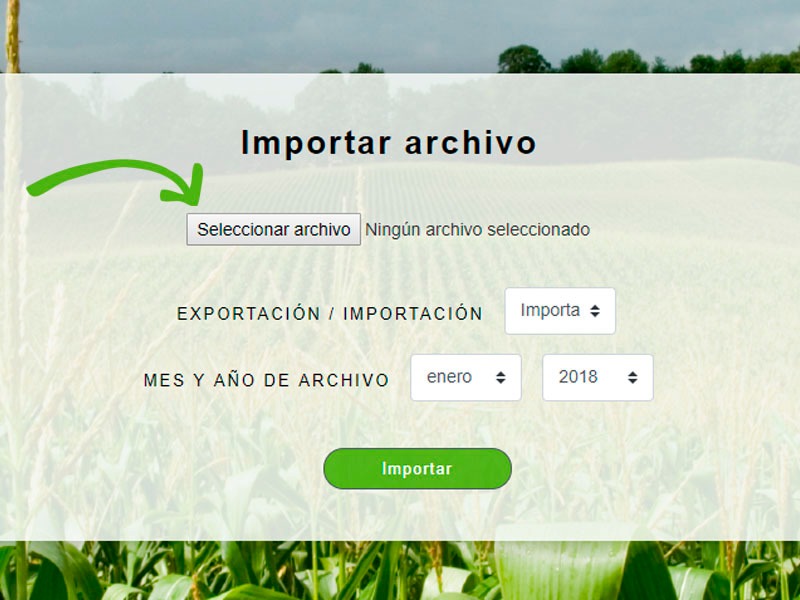 Importar archivo
Seleccionar archivo Ningún archivo seleccionado
EXPORTACIÓN / IMPORTACIÓN Importa
MES Y AÑO DE ARCHIVO enero 2018
Importar